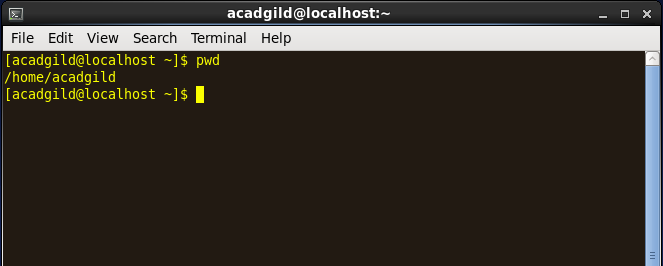 acadgild@localhost:~
File Edit View Search Terminal Help
[acadgild@localhost ~]$ pwd
/home/acadgild
[acadgild@localhost ~]$